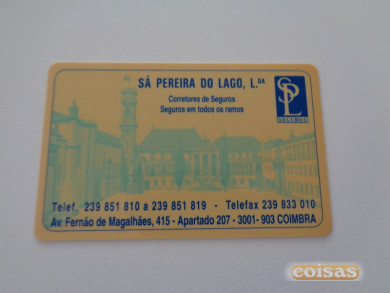 SÁ PEREIRA DO LAGO, L.DA
Corretores de Seguros
Seguros em todos os ramos
SPL
SEGUROS
Telef. 239 851 810 a 239 851 819 - Telefax 239 833 010
Av. Fernão de Magalhães, 415 - Apartado 207 - 3001- 903 COIMBRA
coisas